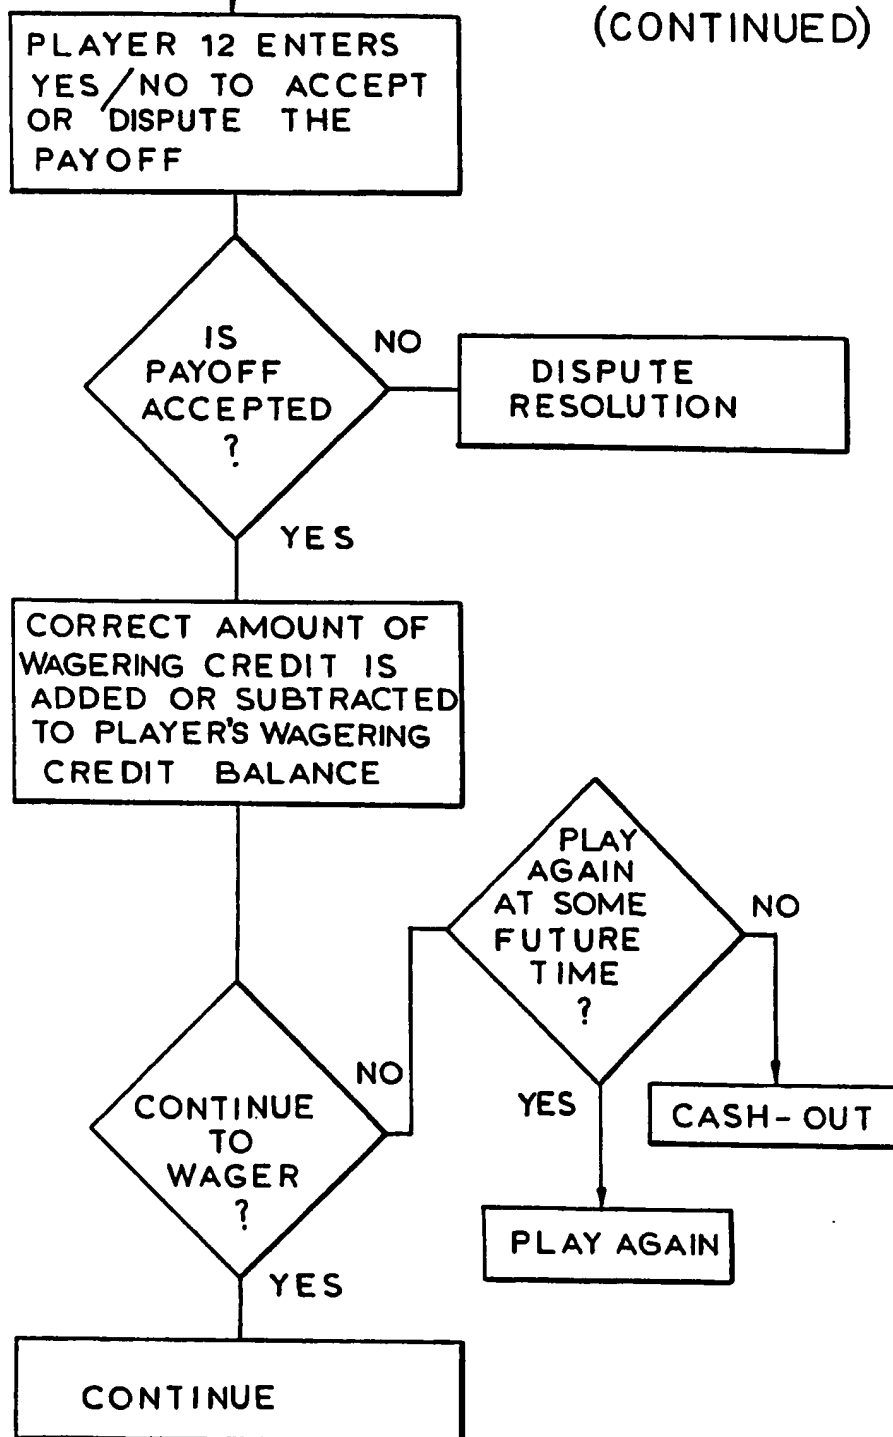 (CONTINUED)
PLAYER 12 ENTERS
YES/NO TO ACCEPT
OR DISPUTE THE
PAYOFF
IS
PAYOFF
ACCEPTED
?
NO
DISPUTE
RESOLUTION
YES
CORRECT AMOUNT OF
WAGERING CREDIT IS
ADDED OR SUBTRACTED
TO PLAYER'S WAGERING
CREDIT BALANCE
CONTINUE
TO
WAGER
?
NO
PLAY
AGAIN
AT SOME
FUTURE
TIME
?
NO
CASH-OUT
YES
PLAY AGAIN
YES
CONTINUE